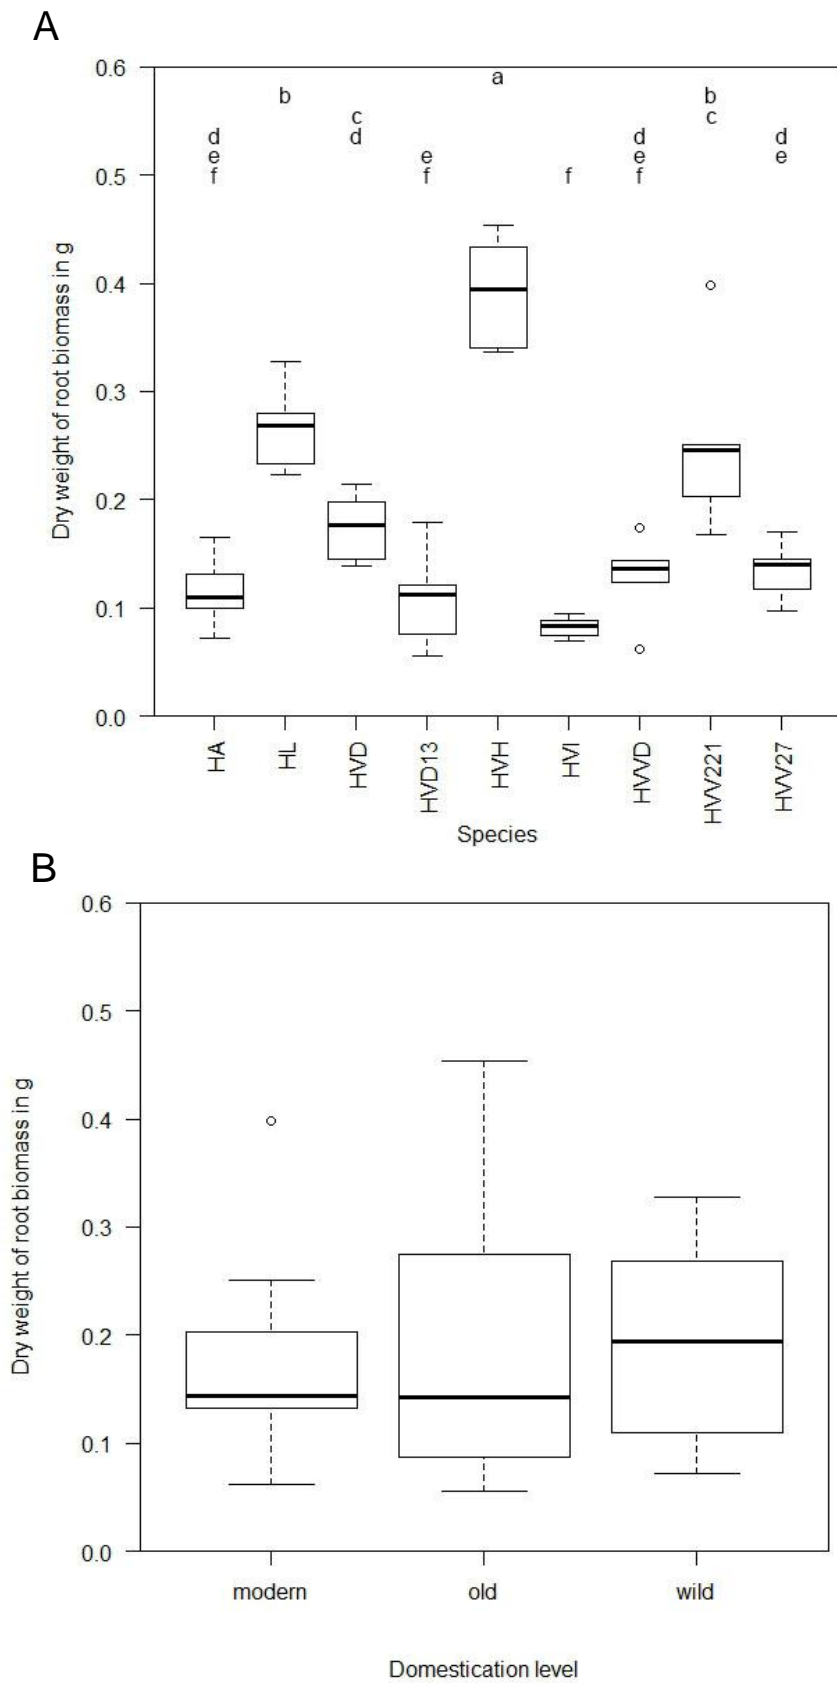 A
0.6
a
b
b
c
c
d
d
d
d
e
e
e
e
f
f
f
f
0.5
0.4
0.3
0.2
0.1
0.0
Dry weight of root biomass in g
HA
HL
HVD
HVD13
HVH
HVI
HVVD
HVV221
HVV27
Species
B
0.6
0.5
0.4
0.3
0.2
0.1
0.0
Dry weight of root biomass in g
modern
old
wild
Domestication level